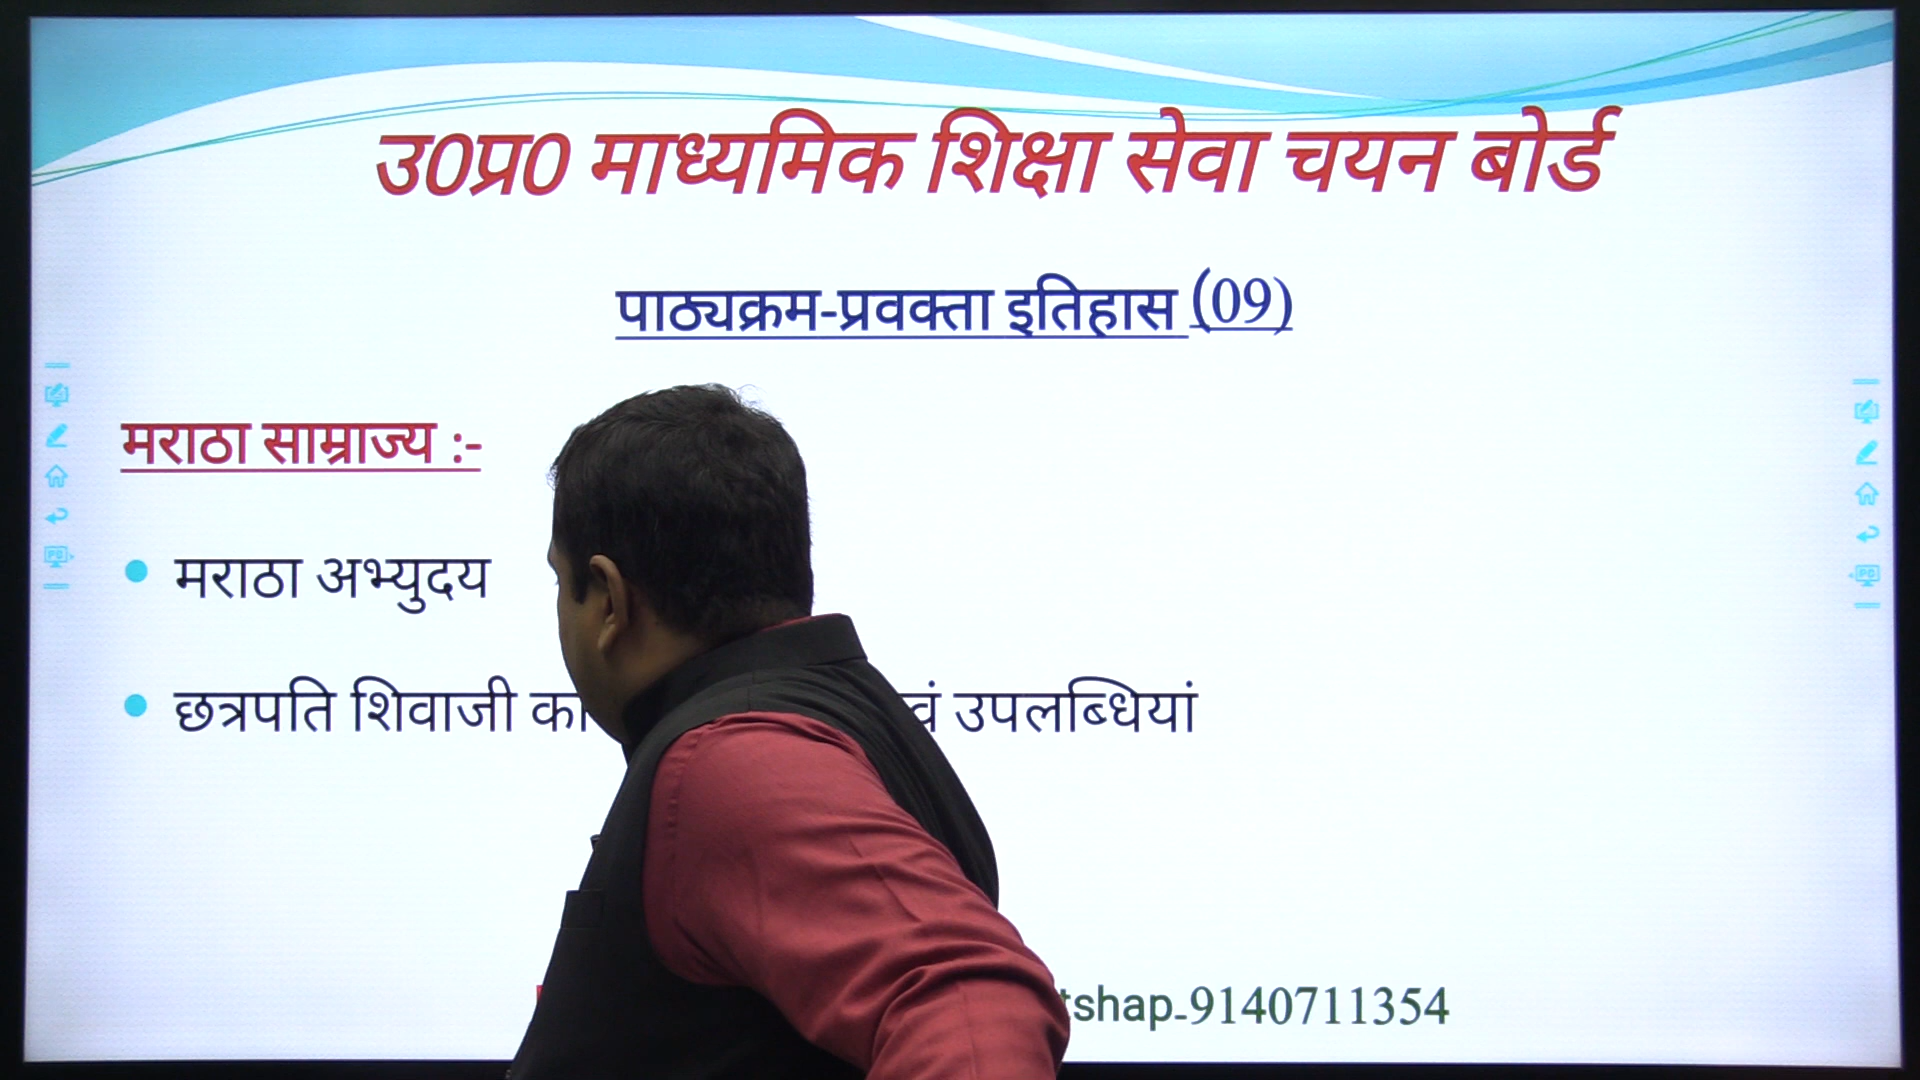 उ0प्र0 माध्यमिक शिक्षा सेवा चयन बोर्ड
पाठ्यक्रम-प्रवक्ता इतिहास (09)
मराठा साम्राज्य :-
• मराठा अभ्युदय
• छत्रपति शिवाजी का उपलब्धियां
9140711354